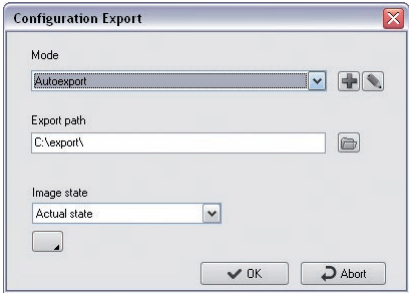 Configuration Export
Mode
Autoexport
Export path
C:\export\
Image state
Actual state
OK
Abort